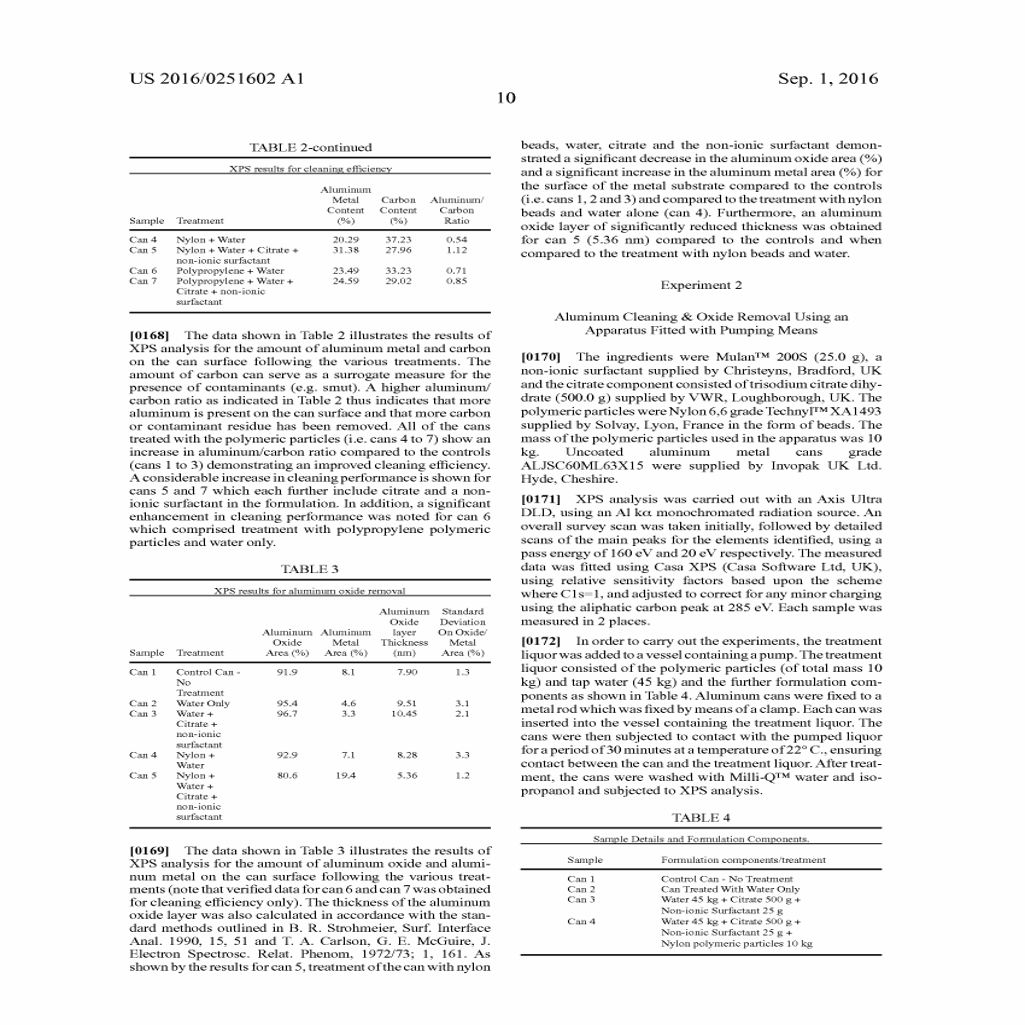 US 2016/0251602 A1
Sep. 1, 2016
10
TABLE 2-continued
XPS results for cleaning efficiency
Sample Treatment Aluminum Metal Content (%) Carbon Content (%) Aluminum/ Carbon Ratio
Can 4 Nylon + Water 20.29 37.23 0.54
Can 5 Nylon + Water + Citrate + 31.38 27.96 1.12
non-ionic surfactant
Can 6 Polypropylene + Water 23.49 33.23 0.71
Can 7 Polypropylene + Water + 24.59 29.02 0.85
Citrate + non-ionic
surfactant
[0168] The data shown in Table 2 illustrates the results of
XPS analysis for the amount of aluminum metal and carbon
on the can surface following the various treatments. The
amount of carbon can serve as a surrogate measure for the
presence of contaminants (e.g. smut). A higher aluminum/
carbon ratio as indicated in Table 2 thus indicates that more
aluminum is present on the can surface and that more carbon
or contaminant residue has been removed. All of the cans
treated with the polymeric particles (i.e. cans 4 to 7) show an
increase in aluminum/carbon ratio compared to the controls
(cans 1 to 3) demonstrating an improved cleaning efficiency.
A considerable increase in cleaning performance is shown for
cans 5 and 7 which each further include citrate and a non-
ionic surfactant in the formulation. In addition, a significant
enhancement in cleaning performance was noted for can 6
which comprised treatment with polypropylene polymeric
particles and water only.
TABLE 3
XPS results for aluminum oxide removal
Sample Treatment Aluminum Oxide Area (%) Aluminum Metal Area (%) Aluminum Oxide layer Thickness (nm) Standard Deviation On Oxide/ Metal Area (%)
Can 1 Control Can - 91.9 8.1 7.90 1.3
No
Treatment
Can 2 Water Only 95.4 4.6 9.51 3.1
Can 3 Water + 96.7 3.3 10.45 2.1
Citrate +
non-ionic
surfactant
Can 4 Nylon + 92.9 7.1 8.28 3.3
Water
Can 5 Nylon + 80.6 19.4 5.36 1.2
Water +
Citrate +
non-ionic
surfactant
[0169] The data shown in Table 3 illustrates the results of
XPS analysis for the amount of aluminum oxide and alumi-
num metal on the can surface following the various treat-
ments (note that verified data for can 6 and can 7 was obtained
for cleaning efficiency only). The thickness of the aluminum
oxide layer was also calculated in accordance with the stan-
dard methods outlined in B. R. Strohmeier, Surf. Interface
Anal. 1990, 15, 51 and T. A. Carlson, G. E. McGuire, J.
Electron Spectrosc. Relat. Phenom, 1972/73; 1, 161. As
shown by the results for can 5, treatment of the can with nylon
beads, water, citrate and the non-ionic surfactant demon-
strated a significant decrease in the aluminum oxide area (%)
and a significant increase in the aluminum metal area (%) for
the surface of the metal substrate compared to the controls
(i.e. cans 1, 2 and 3) and compared to the treatment with nylon
beads and water alone (can 4). Furthermore, an aluminum
oxide layer of significantly reduced thickness was obtained
for can 5 (5.36 nm) compared to the controls and when
compared to the treatment with nylon beads and water.
Experiment 2
Aluminum Cleaning & Oxide Removal Using an
Apparatus Fitted with Pumping Means
[0170] The ingredients were Mulan™ 200S (25.0 g), a
non-ionic surfactant supplied by Christeyns, Bradford, UK
and the citrate component consisted of trisodium citrate dihy-
drate (500.0 g) supplied by VWR, Loughborough, UK. The
polymeric particles were Nylon 6,6 grade Technyl™ XA1493
supplied by Solvay, Lyon, France in the form of beads. The
mass of the polymeric particles used in the apparatus was 10
kg. Uncoated aluminum metal cans grade
ALJSC60ML63X15 were supplied by Invopak UK Ltd.
Hyde, Cheshire.
[0171] XPS analysis was carried out with an Axis Ultra
DLD, using an Al kα monochromated radiation source. An
overall survey scan was taken initially, followed by detailed
scans of the main peaks for the elements identified, using a
pass energy of 160 eV and 20 eV respectively. The measured
data was fitted using Casa XPS (Casa Software Ltd, UK),
using relative sensitivity factors based upon the scheme
where C1s=1, and adjusted to correct for any minor charging
using the aliphatic carbon peak at 285 eV. Each sample was
measured in 2 places.
[0172] In order to carry out the experiments, the treatment
liquor was added to a vessel containing a pump. The treatment
liquor consisted of the polymeric particles (of total mass 10
kg) and tap water (45 kg) and the further formulation com-
ponents as shown in Table 4. Aluminum cans were fixed to a
metal rod which was fixed by means of a clamp. Each can was
inserted into the vessel containing the treatment liquor. The
cans were then subjected to contact with the pumped liquor
for a period of 30 minutes at a temperature of 22° C., ensuring
contact between the can and the treatment liquor. After treat-
ment, the cans were washed with Milli-Q™ water and iso-
propanol and subjected to XPS analysis.
TABLE 4
Sample Details and Formulation Components.
Sample Formulation components/treatment
Can 1 Control Can - No Treatment
Can 2 Can Treated With Water Only
Can 3 Water 45 kg + Citrate 500 g +
Non-ionic Surfactant 25 g
Can 4 Water 45 kg + Citrate 500 g +
Non-ionic Surfactant 25 g +
Nylon polymeric particles 10 kg